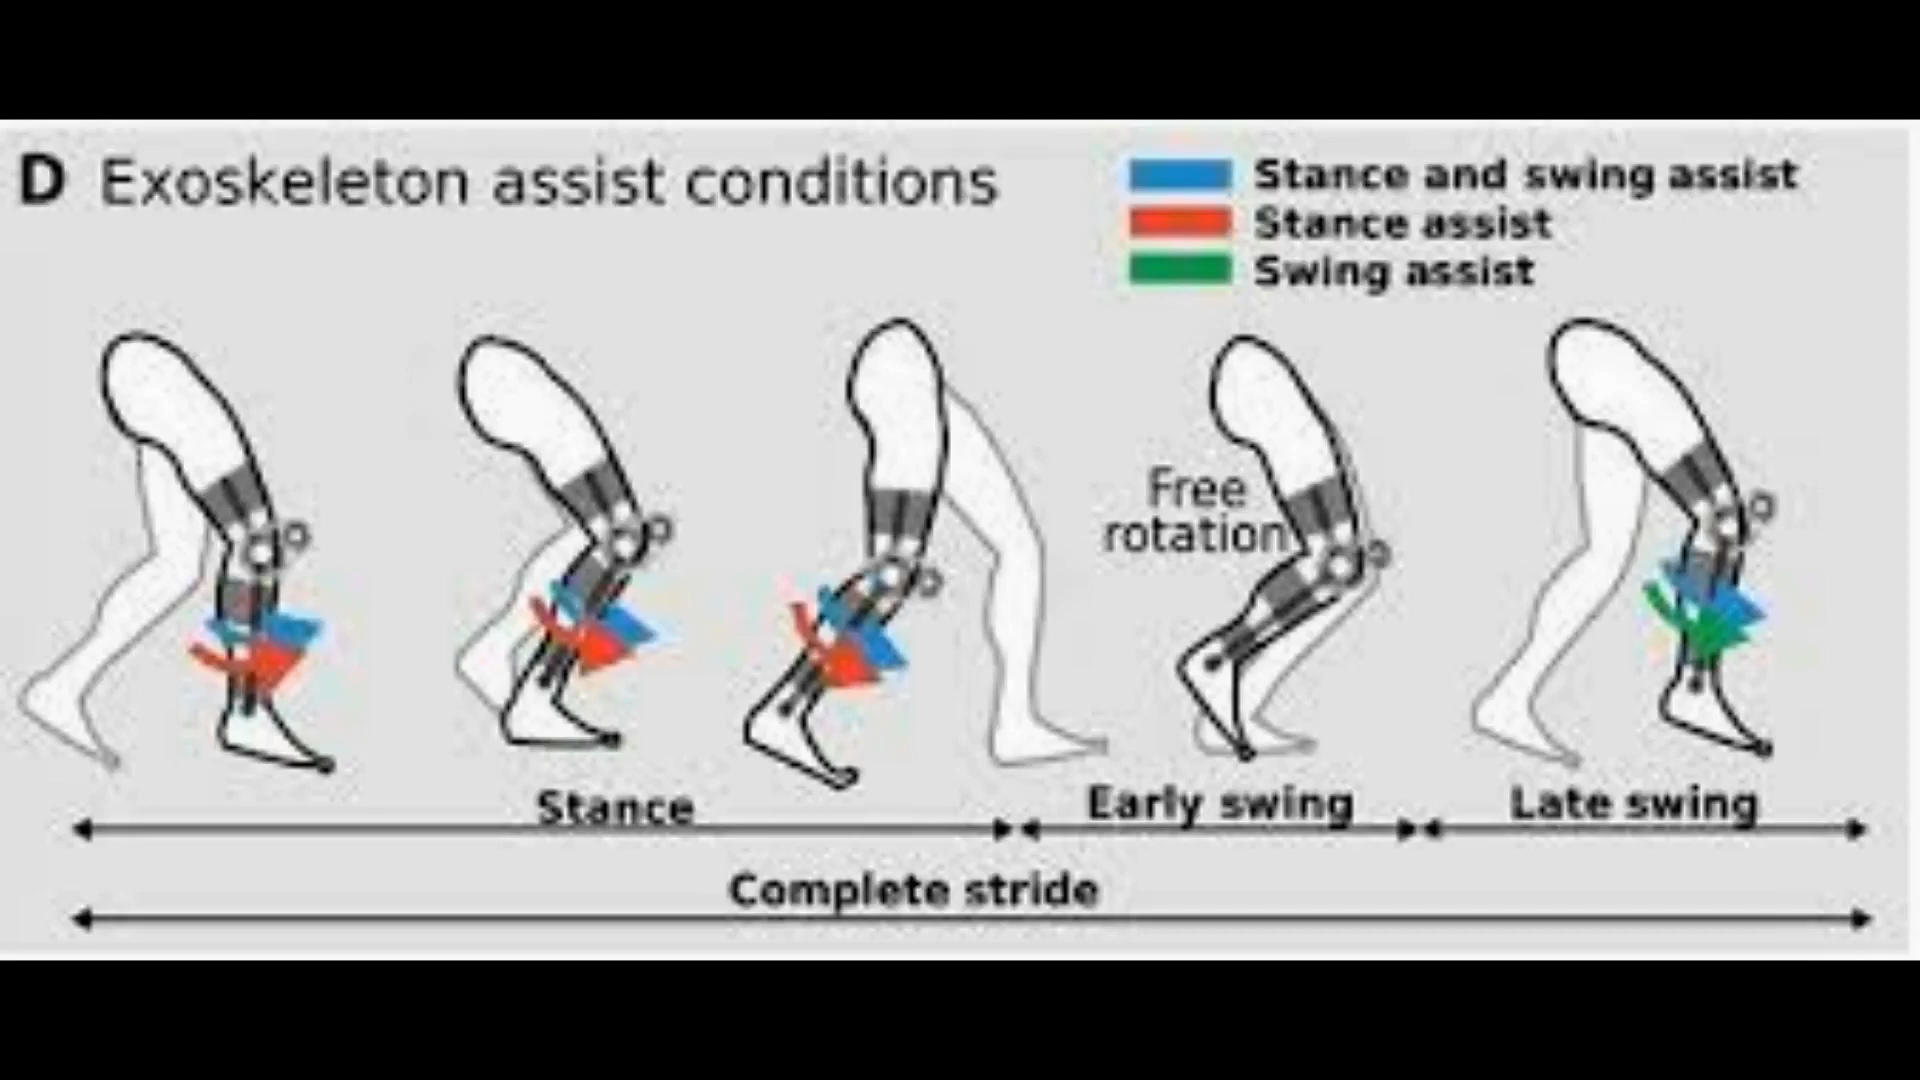 D Exoskeleton assist conditions
Stance and swing assist
Stance assist
Swing assist
Free
rotation
Stance
Early swing
Late swing
Complete stride